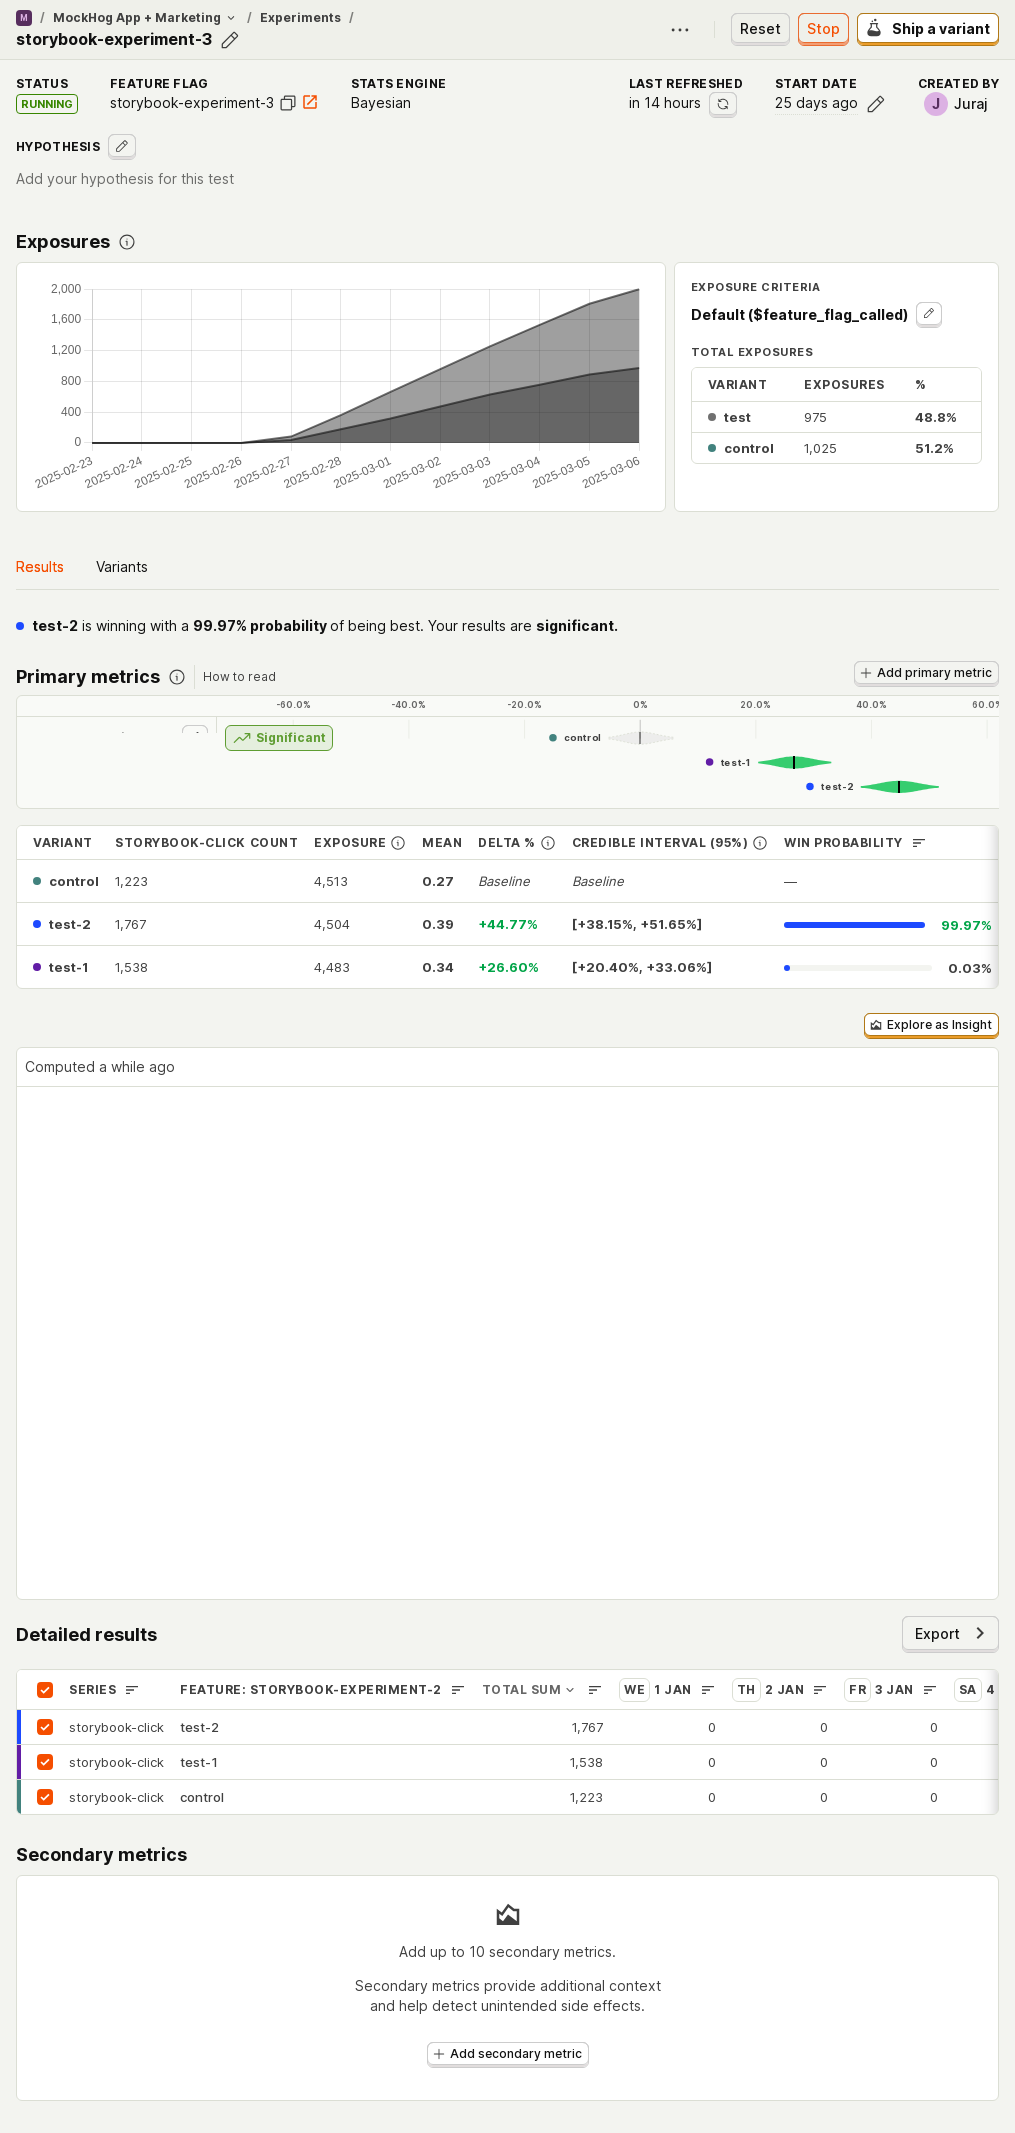 M / MockHog App + Marketing / Experiments /
storybook-experiment-3
Reset Stop Ship a variant
STATUS FEATURE FLAG STATS ENGINE LAST REFRESHED START DATE CREATED BY
RUNNING storybook-experiment-3 Bayesian in 14 hours 25 days ago J Juraj
HYPOTHESIS
Add your hypothesis for this test
Exposures
2,000
1,600
1,200
800
400
0
2025-02-23 2025-02-24 2025-02-25 2025-02-26 2025-02-27 2025-02-28 2025-03-01 2025-03-02 2025-03-03 2025-03-04 2025-03-05 2025-03-06
EXPOSURE CRITERIA
Default ($feature_flag_called)
TOTAL EXPOSURES
VARIANT EXPOSURES %
test 975 48.8%
control 1,025 51.2%
Results Variants
test-2 is winning with a 99.97% probability of being best. Your results are significant.
Primary metrics How to read Add primary metric
-60.0% -40.0% -20.0% 0% 20.0% 40.0% 60.0%
Significant control
test-1
test-2
VARIANT STORYBOOK-CLICK COUNT EXPOSURE MEAN DELTA % CREDIBLE INTERVAL (95%) WIN PROBABILITY
control 1,223 4,513 0.27 Baseline Baseline —
test-2 1,767 4,504 0.39 +44.77% [+38.15%, +51.65%] 99.97%
test-1 1,538 4,483 0.34 +26.60% [+20.40%, +33.06%] 0.03%
Explore as Insight
Computed a while ago
Detailed results Export
SERIES FEATURE: STORYBOOK-EXPERIMENT-2 TOTAL SUM WE 1 JAN TH 2 JAN FR 3 JAN SA 4
storybook-click test-2 1,767 0 0 0
storybook-click test-1 1,538 0 0 0
storybook-click control 1,223 0 0 0
Secondary metrics
Add up to 10 secondary metrics.
Secondary metrics provide additional context
and help detect unintended side effects.
Add secondary metric